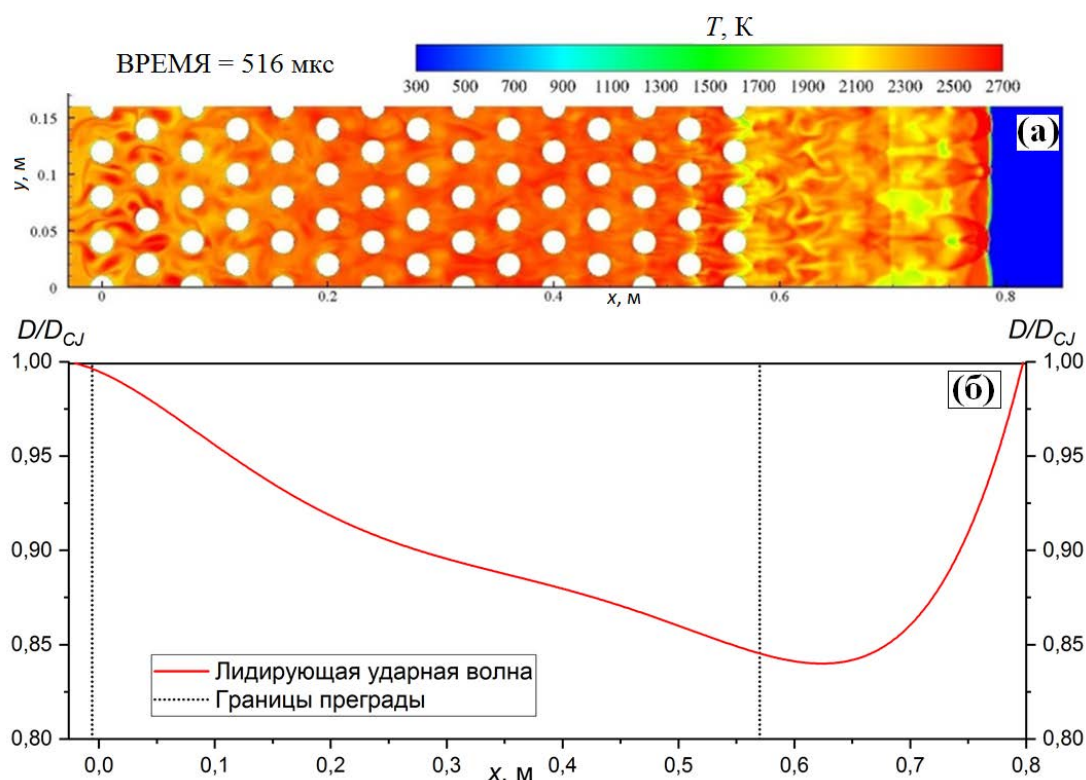 T, К
ВРЕМЯ = 516 мкс
300 500 700 900 1100 1300 1500 1700 1900 2100 2300 2500 2700
(а)
y, м
0.15
0.1
0.05
0
0 0.2 0.4 0.6 0.8
x, м
D/D_CJ D/D_CJ
1,00 1,00
(б)
0,95 0,95
0,90 0,90
0,85 0,85
Лидирующая ударная волна
Границы преграды
0,80 0,80
0,0 0,1 0,2 0,3 0,4 0,5 0,6 0,7 0,8
x, м